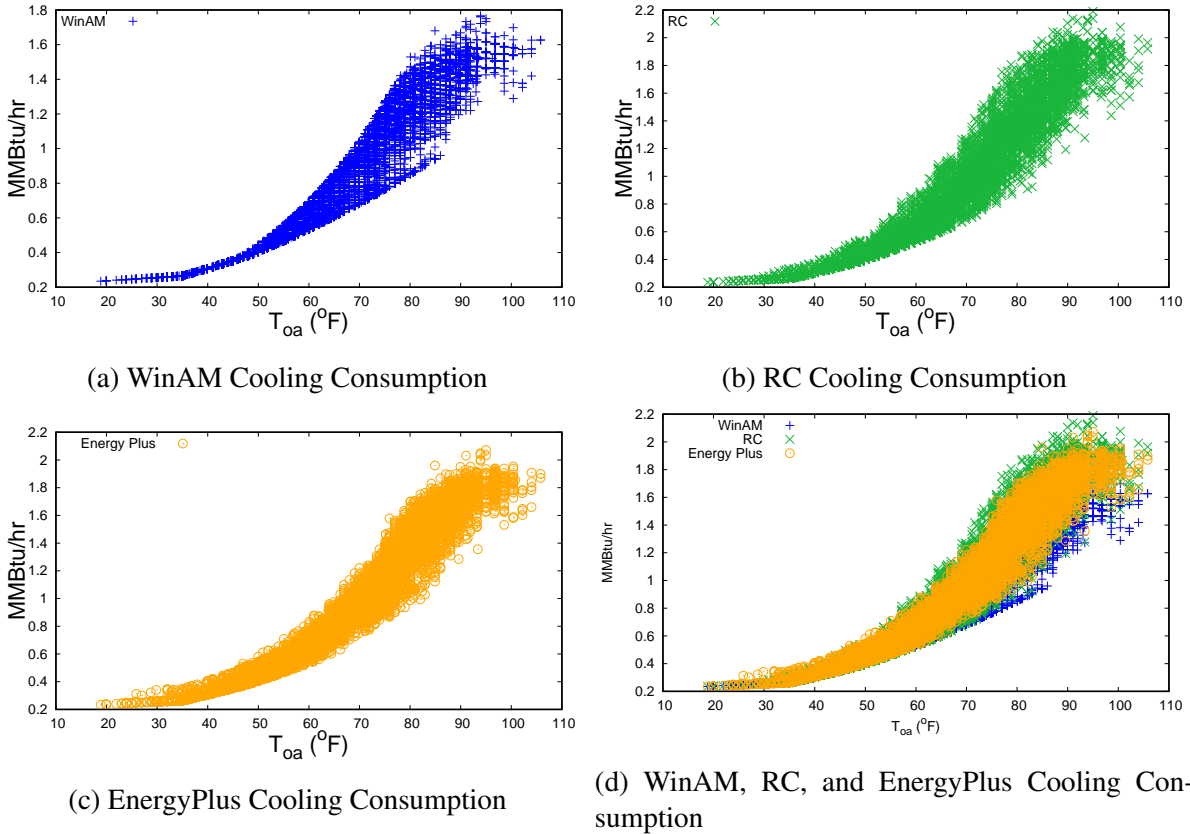 1.8
1.6
1.4
1.2
1
0.8
0.6
0.4
0.2
MMBtu/hr
WinAM
10 20 30 40 50 60 70 80 90 100 110
T_oa (°F)
(a) WinAM Cooling Consumption
2.2
2
1.8
1.6
1.4
1.2
1
0.8
0.6
0.4
0.2
MMBtu/hr
RC
10 20 30 40 50 60 70 80 90 100 110
T_oa (°F)
(b) RC Cooling Consumption
2.2
2
1.8
1.6
1.4
1.2
1
0.8
0.6
0.4
0.2
MMBtu/hr
Energy Plus
10 20 30 40 50 60 70 80 90 100 110
T_oa (°F)
(c) EnergyPlus Cooling Consumption
2.2
2
1.8
1.6
1.4
1.2
1
0.8
0.6
0.4
0.2
MMBtu/hr
WinAM
RC
Energy Plus
10 20 30 40 50 60 70 80 90 100 110
T_oa (°F)
(d) WinAM, RC, and EnergyPlus Cooling Con-
sumption